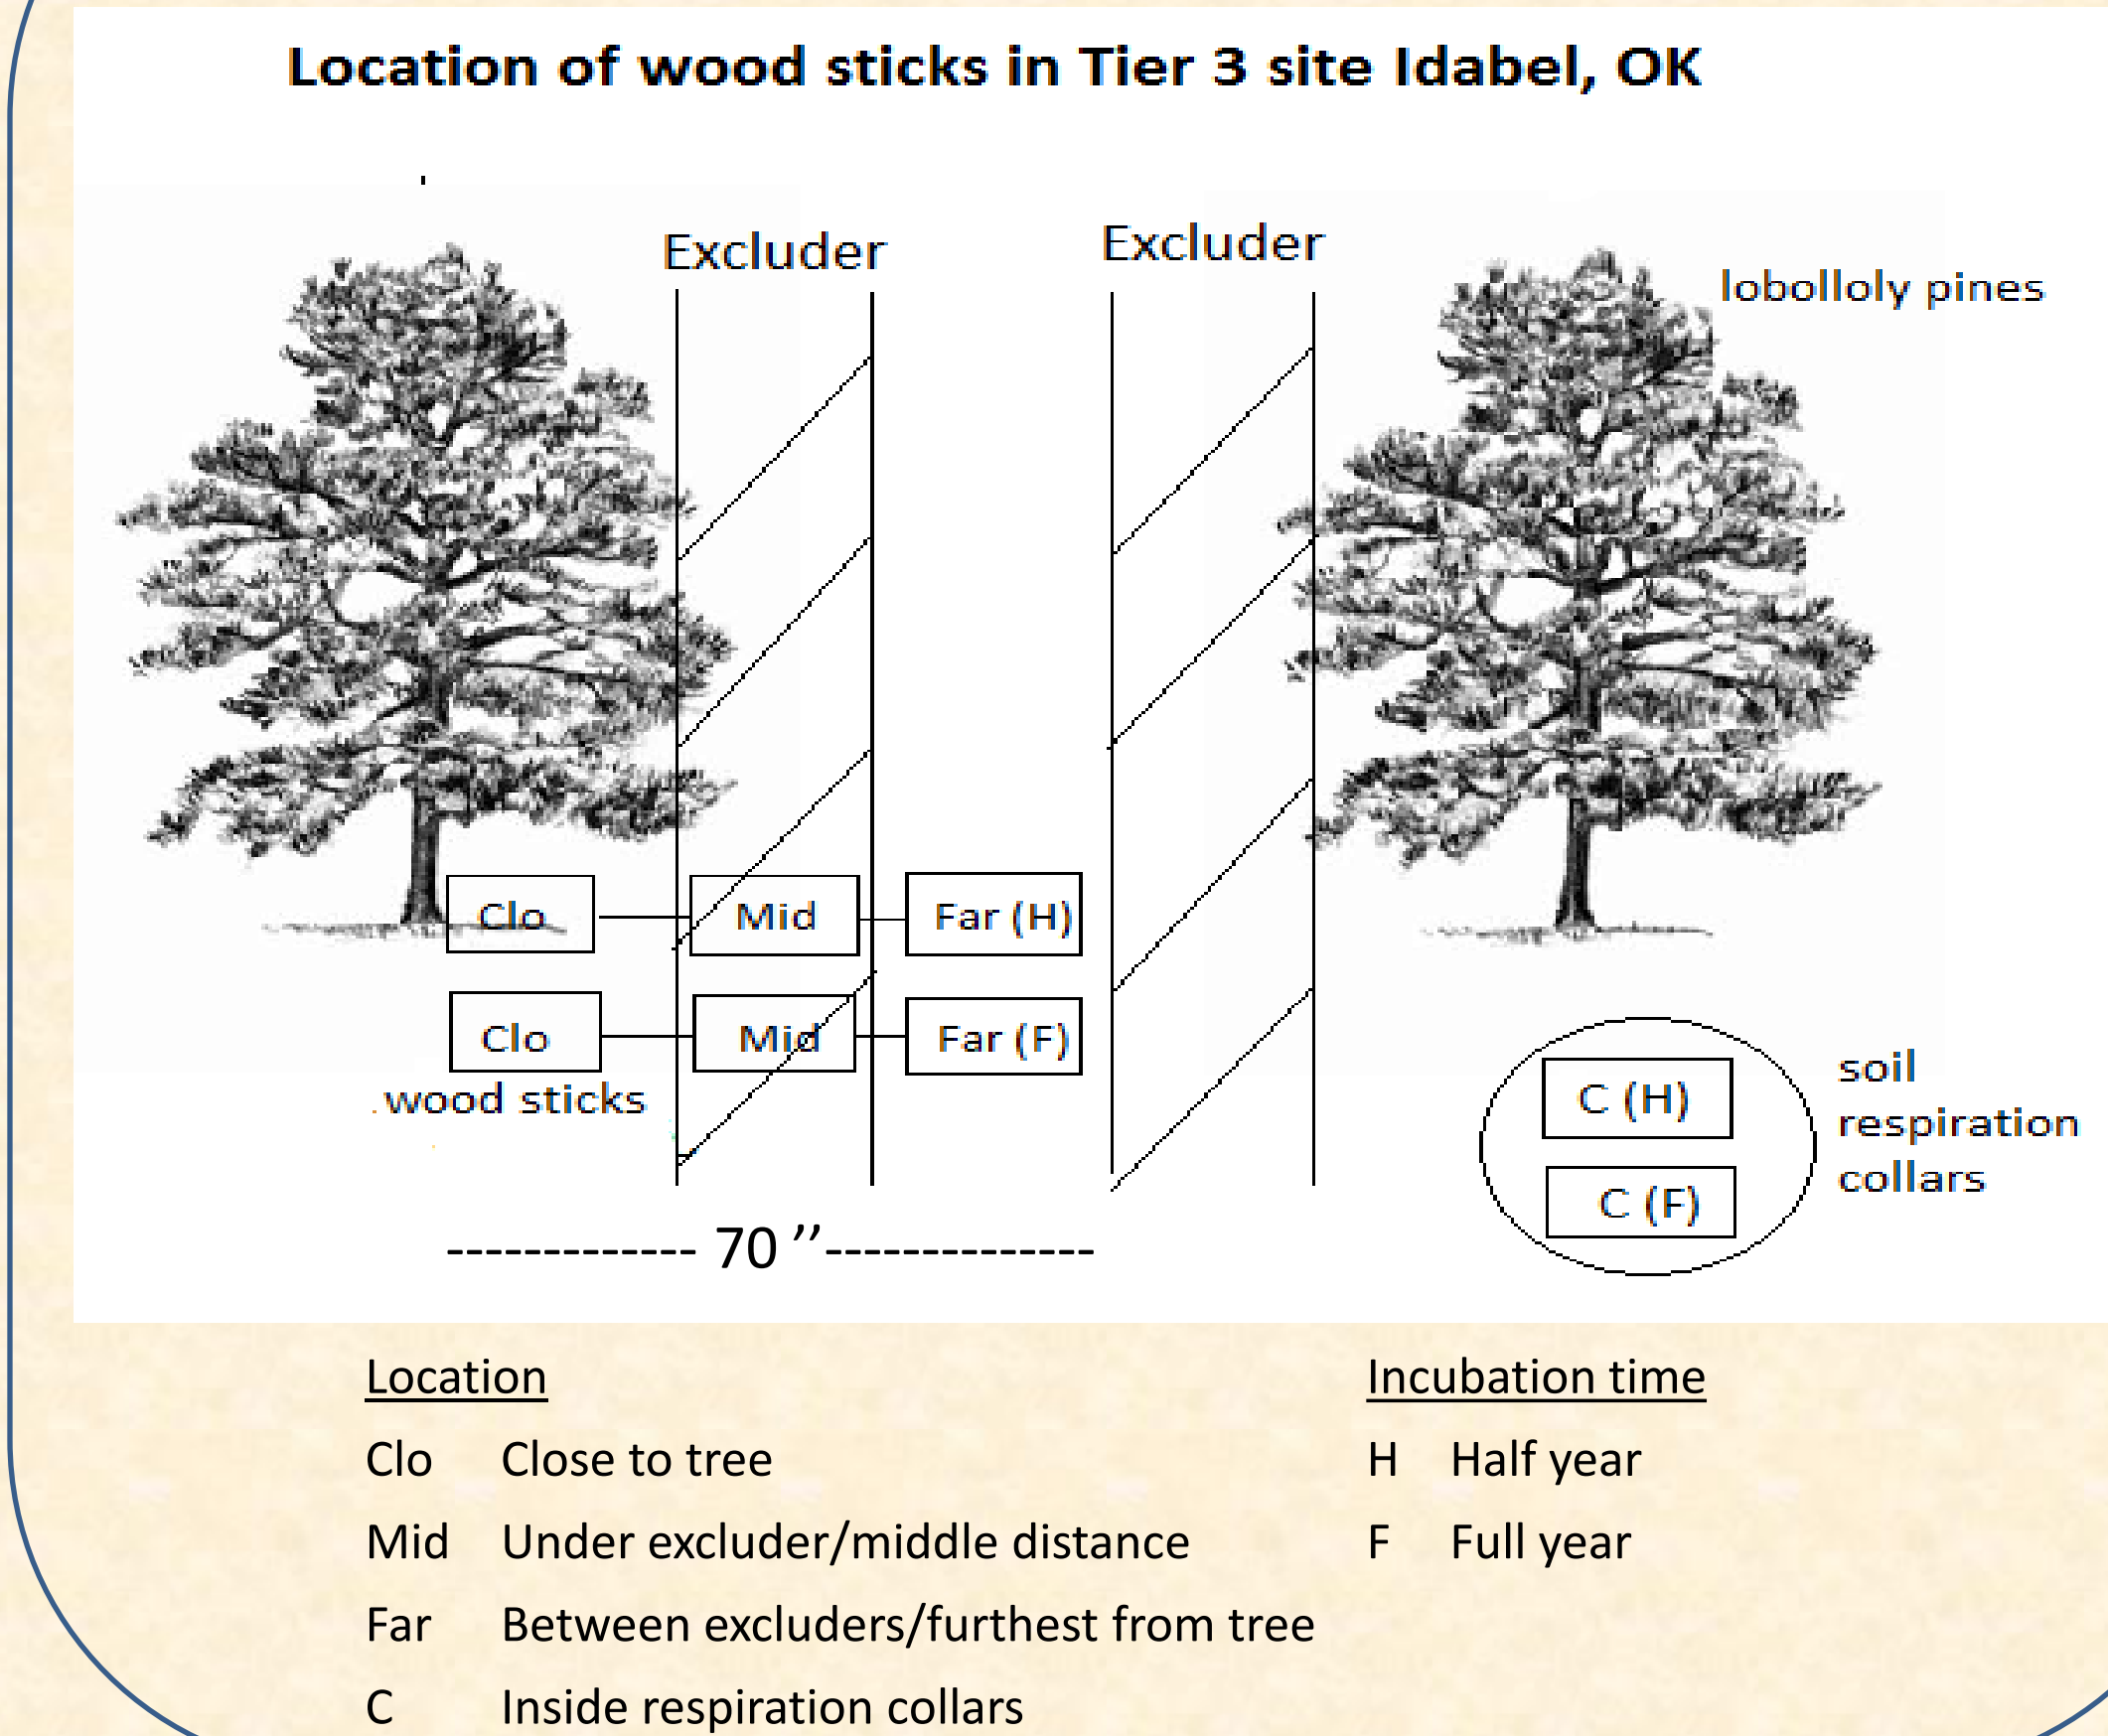 Location of wood sticks in Tier 3 site Idabel, OK
Excluder
Excluder
lobolloly pines
Clo
Mid
Far (H)
Clo
Mid
Far (F)
wood sticks
C (H)
C (F)
soil
respiration
collars
------------- 70 ’’--------------
Location
Clo Close to tree
Mid Under excluder/middle distance
Far Between excluders/furthest from tree
C Inside respiration collars
Incubation time
H Half year
F Full year